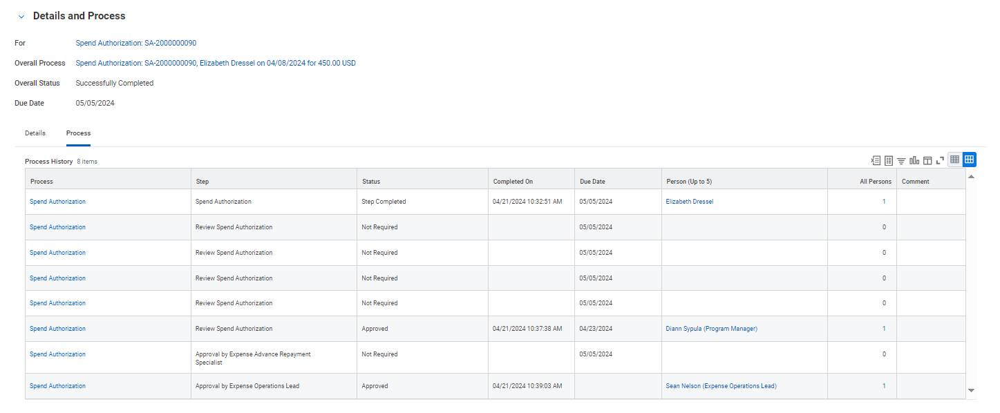 Details and Process
For Spend Authorization: SA-2000000090
Overall Process Spend Authorization: SA-2000000090, Elizabeth Dressel on 04/08/2024 for 450.00 USD
Overall Status Successfully Completed
Due Date 05/05/2024
Details Process
Process History 8 items
Process Step Status Completed On Due Date Person (Up to 5) All Persons Comment
Spend Authorization Spend Authorization Step Completed 04/21/2024 10:32:51 AM 05/05/2024 Elizabeth Dressel 1
Spend Authorization Review Spend Authorization Not Required 05/05/2024 0
Spend Authorization Review Spend Authorization Not Required 05/05/2024 0
Spend Authorization Review Spend Authorization Not Required 05/05/2024 0
Spend Authorization Review Spend Authorization Not Required 05/05/2024 0
Spend Authorization Review Spend Authorization Approved 04/21/2024 10:37:38 AM 04/23/2024 Diann Sypula (Program Manager) 1
Spend Authorization Approval by Expense Advance Repayment Not Required 05/05/2024 0
Specialist
Spend Authorization Approval by Expense Operations Lead Approved 04/21/2024 10:39:03 AM Sean Nelson (Expense Operations Lead) 1